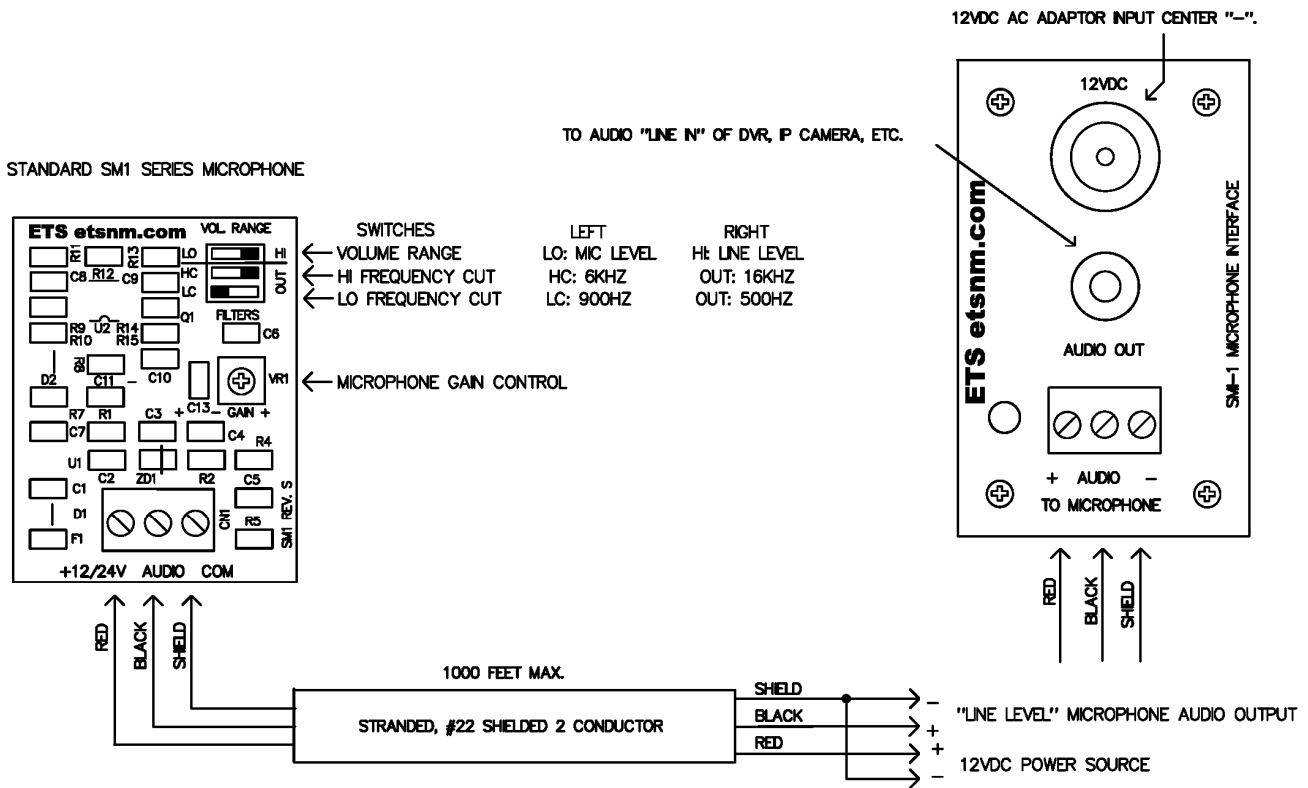 12VDC AC ADAPTOR INPUT CENTER "-".
12VDC
TO AUDIO "LINE IN" OF DVR, IP CAMERA, ETC.
ETS etsnm.com
SMI-1 MICROPHONE INTERFACE
AUDIO OUT
+ AUDIO -
TO MICROPHONE
RED
BLACK
SHIELD
STANDARD SM1 SERIES MICROPHONE
ETS etsnm.com
VOL. RANGE
LO
HI
HC
LC
OUT
FILTERS
SWITCHES LEFT RIGHT
VOLUME RANGE LO: MIC LEVEL HI: LINE LEVEL
HI FREQUENCY CUT HC: 6KHZ OUT: 16KHZ
LO FREQUENCY CUT LC: 900HZ OUT: 500HZ
R11
R12
R13
C8
C9
Q1
R9
R10
U2
R14
R15
C6
R8
C11
-
C10
D2
C13
VR1
MICROPHONE GAIN CONTROL
- GAIN +
R7
R1
C3
+
C7
C4
R4
U1
C2
ZD1
R2
C5
C1
D1
F1
CN1
R5
SM1 REV. S
+12/24V AUDIO COM
RED
BLACK
SHIELD
1000 FEET MAX.
STRANDED, #22 SHIELDED 2 CONDUCTOR
SHIELD
BLACK
RED
-
+
"LINE LEVEL" MICROPHONE AUDIO OUTPUT
+
-
12VDC POWER SOURCE